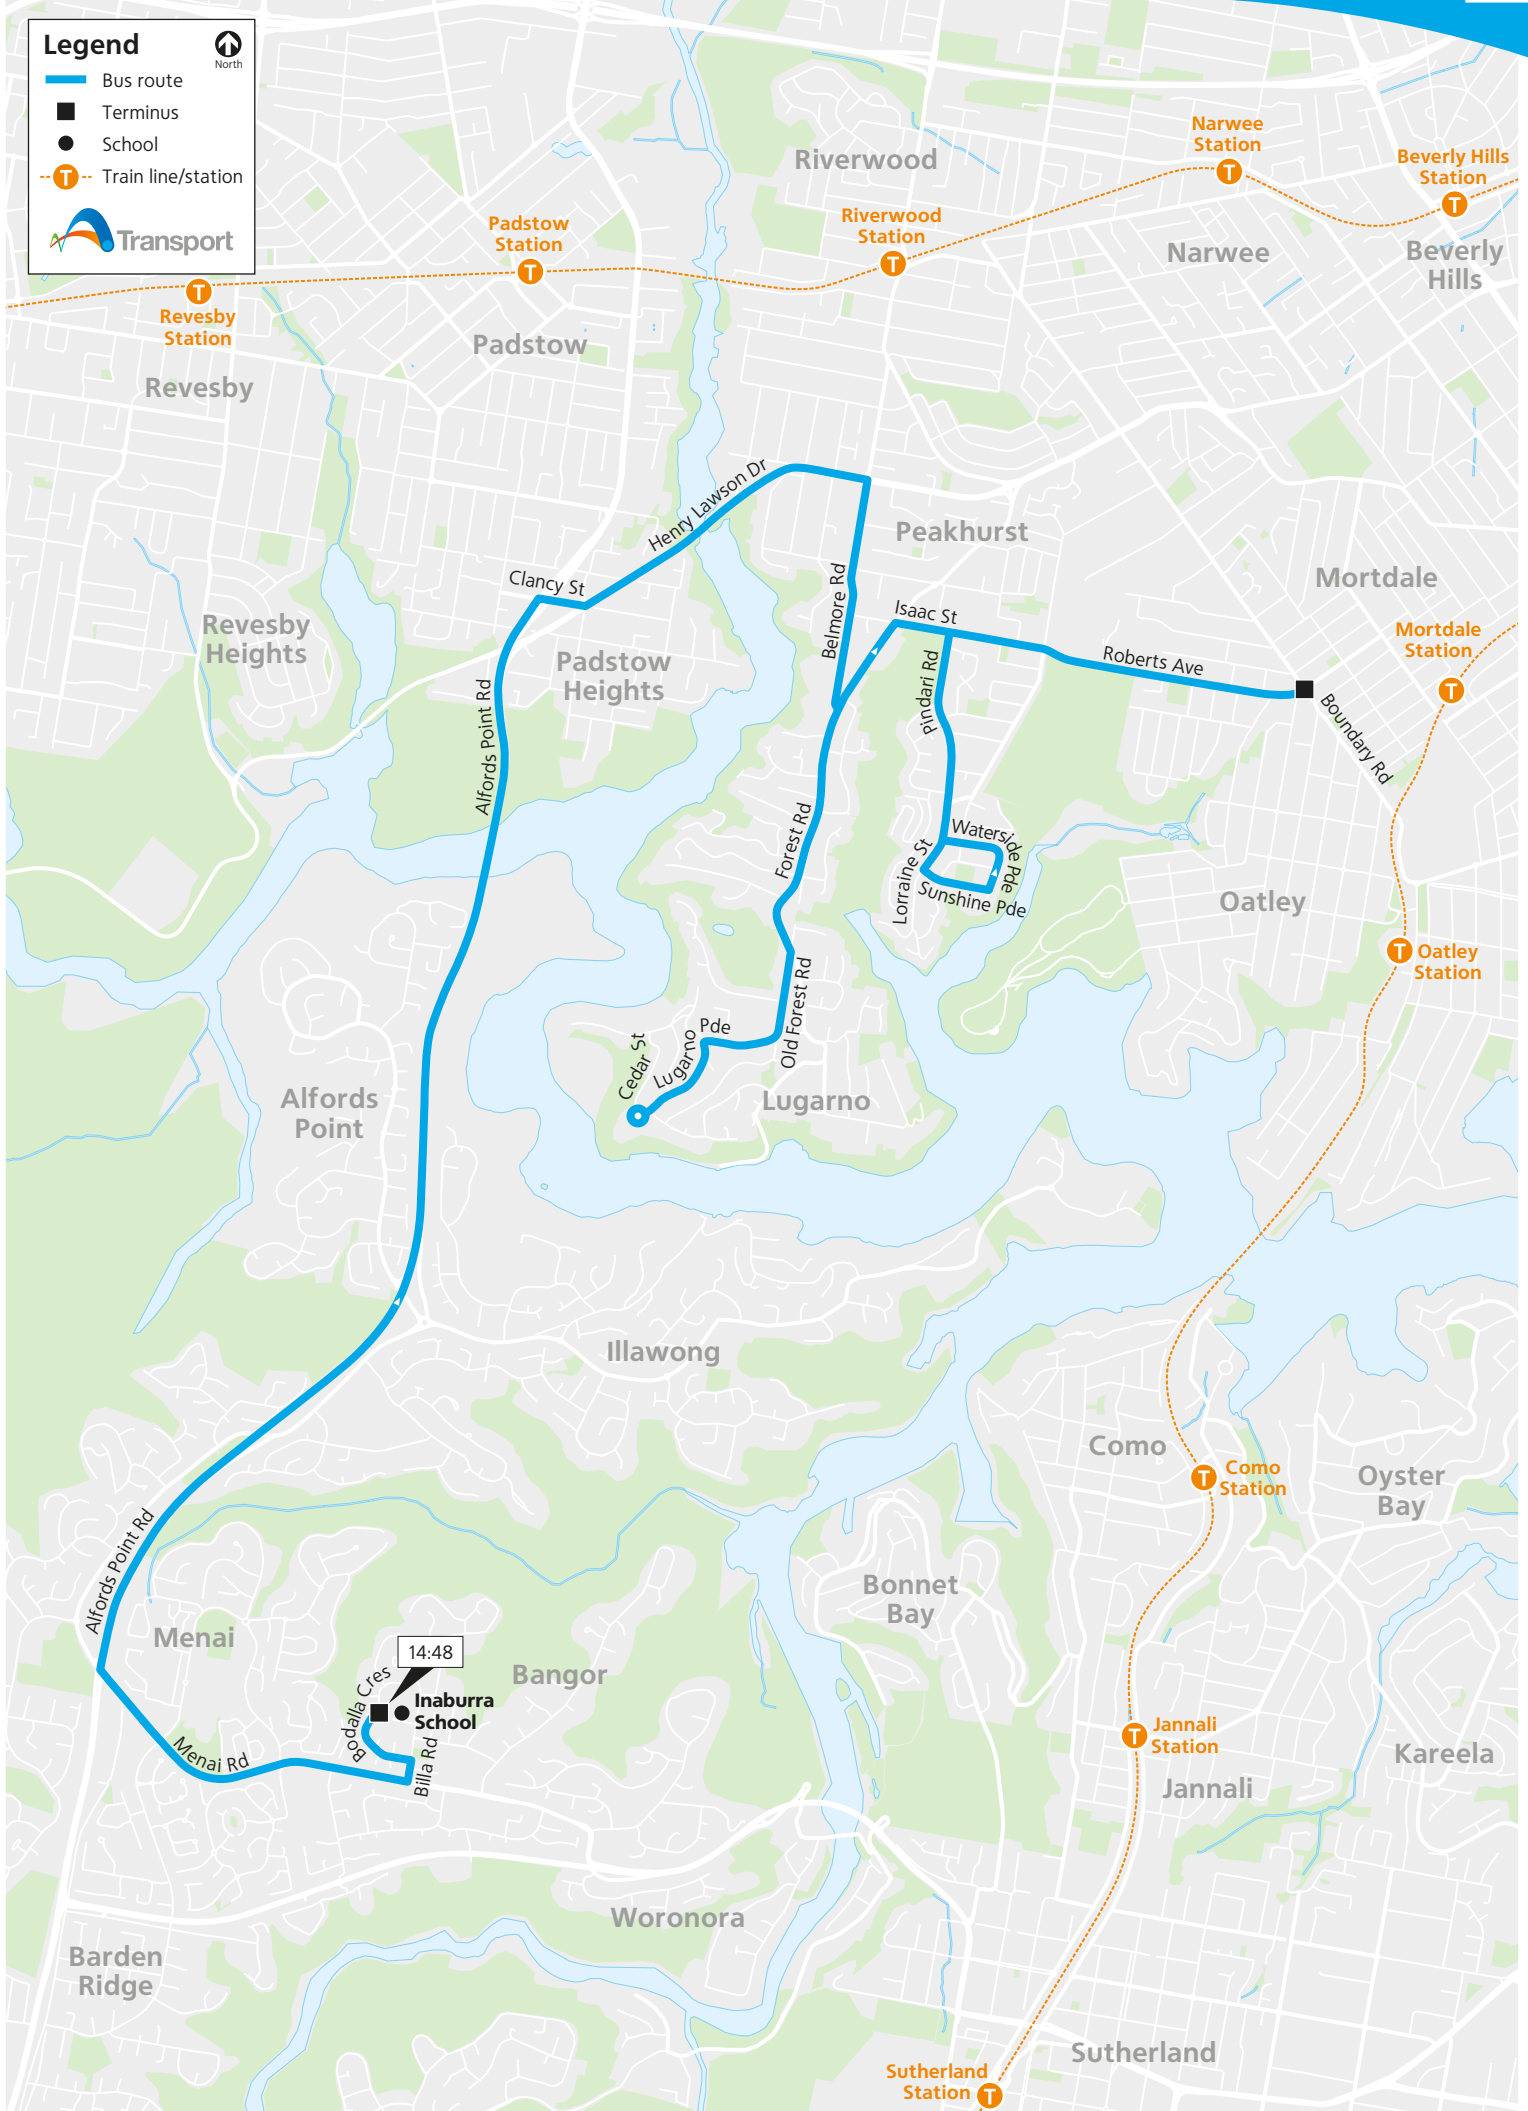 Legend
North
Bus route
Terminus
School
T
Train line/station
Transport
Riverwood
Narwee
Station
T
Beverly Hills
Station
T
Padstow
Station
T
Riverwood
Station
T
Narwee
Beverly
Hills
T
Revesby
Station
Padstow
Revesby
Henry Lawson Dr
Peakhurst
Clancy St
Belmore Rd
Isaac St
Mortdale
Revesby
Heights
Padstow
Heights
Mortdale
Station
T
Pindari Rd
Roberts Ave
Boundary Rd
Alfords Point Rd
Forest Rd
Waterside Pde
Lorraine St
Sunshine Pde
Oatley
T
Oatley
Station
Old Forest Rd
Cedar St
Lugarno
Pde
Lugarno
Alfords
Point
Illawong
Como
T
Como
Station
Oyster
Bay
Alfords Point Rd
Bonnet
Bay
Menai
14:48
Bangor
Bodalla Cres
Inaburra
School
Menai Rd
Billa Rd
T
Jannali
Station
Kareela
Jannali
Woronora
Barden
Ridge
Sutherland
Sutherland
Station
T